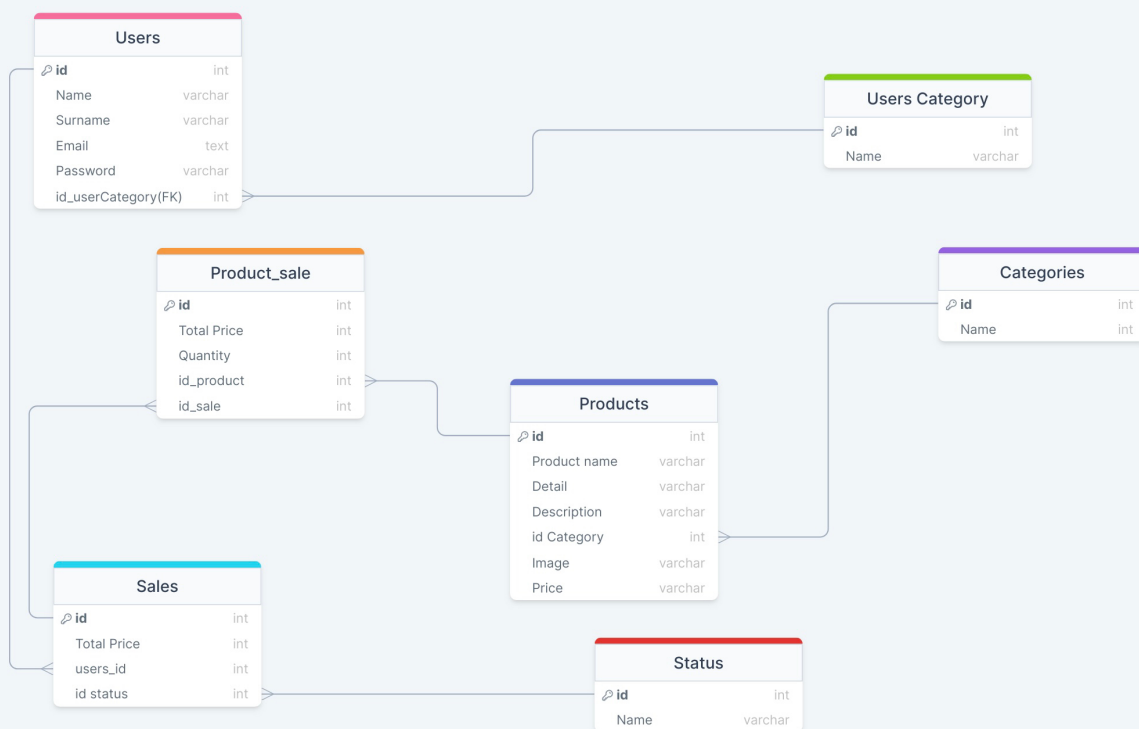 Users
id int
Name varchar
Surname varchar
Email text
Password varchar
id_userCategory(FK) int
Users Category
id int
Name varchar
Product_sale
id int
Total Price int
Quantity int
id_product int
id_sale int
Categories
id int
Name int
Products
id int
Product name varchar
Detail varchar
Description varchar
id Category int
Image varchar
Price varchar
Sales
id int
Total Price int
users_id int
id status int
Status
id int
Name varchar